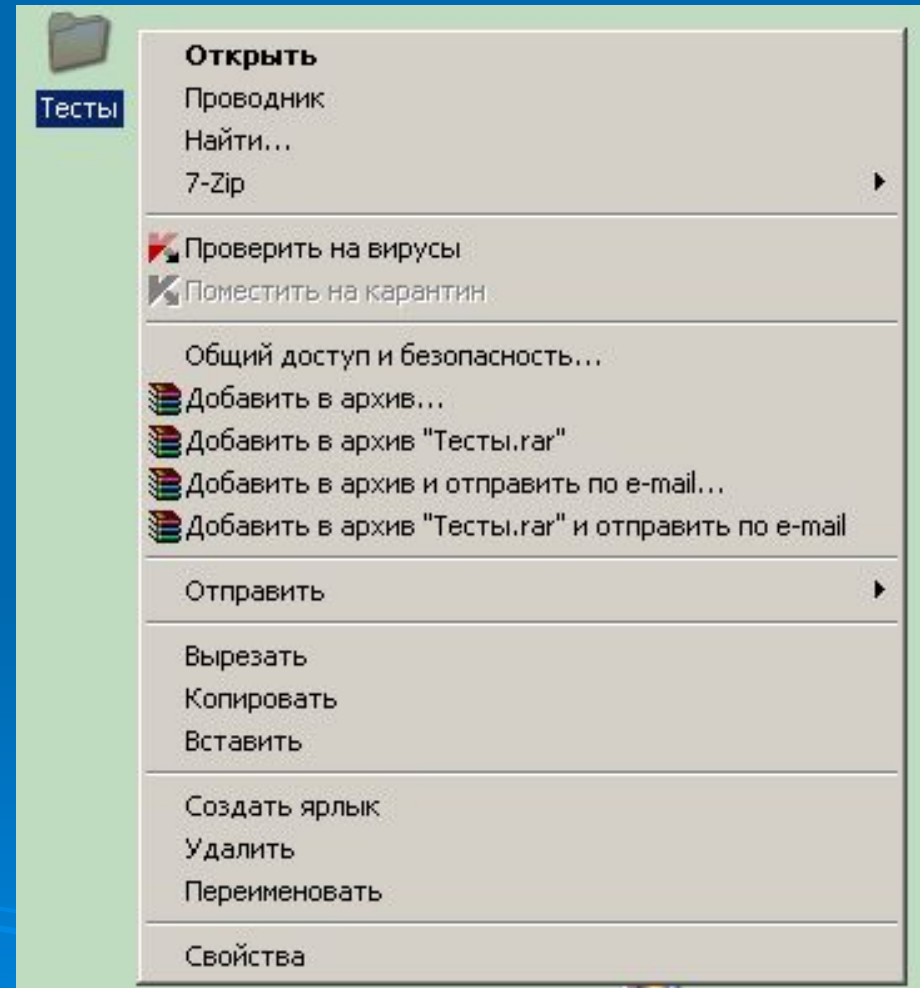 Тесты
Открыть
Проводник
Найти...
7-Zip
Проверить на вирусы
Поместить на карантин
Общий доступ и безопасность...
Добавить в архив...
Добавить в архив "Тесты.rar"
Добавить в архив и отправить по e-mail...
Добавить в архив "Тесты.rar" и отправить по e-mail
Отправить
Вырезать
Копировать
Вставить
Создать ярлык
Удалить
Переименовать
Свойства